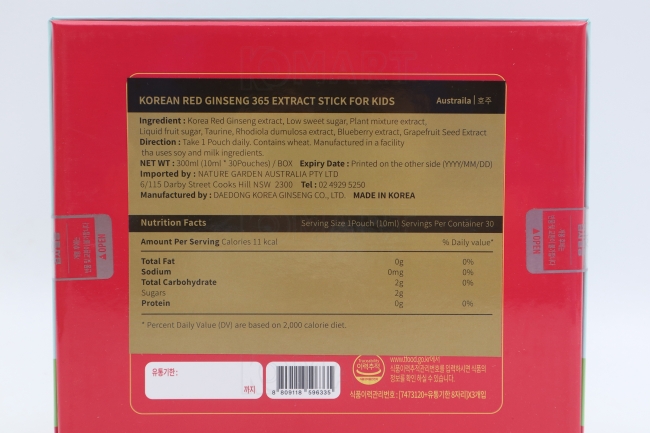 KOREAN RED GINSENG 365 EXTRACT STICK FOR KIDS Austraila | 호주
Ingredient : Korea Red Ginseng extract, Low sweet sugar, Plant mixture extract,
Liquid fruit sugar, Taurine, Rhodiola dumulosa extract, Blueberry extract, Grapefruit Seed Extract
Direction : Take 1 Pouch daily. Contains wheat. Manufactured in a facility
tha uses soy and milk ingredients.
NET WT : 300ml (10ml * 30Pouches) / BOX Expiry Date : Printed on the other side (YYYY/MM/DD)
Imported by : NATURE GARDEN AUSTRALIA PTY LTD
6/115 Darby Street Cooks Hill NSW 2300 Tel : 02 4929 5250
Manufactured by : DAEDONG KOREA GINSENG CO., LTD. MADE IN KOREA
Nutrition Facts Serving Size 1Pouch (10ml) Servings Per Container 30
Amount Per Serving Calories 11 kcal % Daily value*
Total Fat 0g 0%
Sodium 0mg 0%
Total Carbohydrate 2g 0%
Sugars 2g
Protein 0g 0%
* Percent Daily Value (DV) are based on 2,000 calorie diet.
OPEN
OPEN
유통기한 :
까지
8 809118 596335
이력추적
www.tfood.go.kr에서
식품이력추적관리번호를 입력하시면 식품의
정보를 확인 하실 수 있습니다.
식품이력관리번호 : [7473120+유통기한 8자리]X3개입